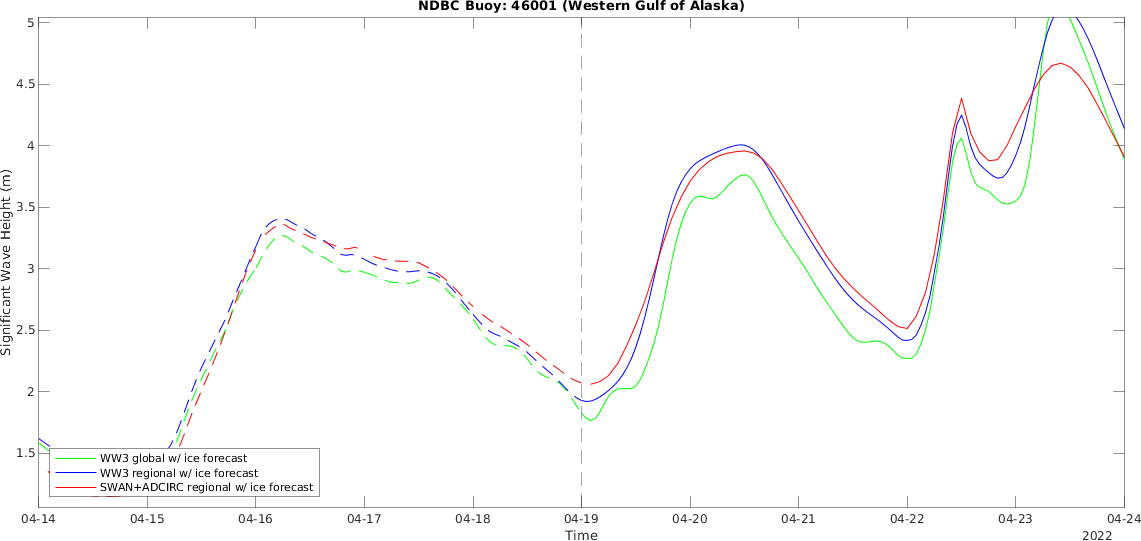 NDBC Buoy: 46001 (Western Gulf of Alaska)
Significant Wave Height (m)
5
4.5
4
3.5
3
2.5
2
1.5
WW3 global w/ ice forecast
WW3 regional w/ ice forecast
SWAN+ADCIRC regional w/ ice forecast
04-14 04-15 04-16 04-17 04-18 04-19 04-20 04-21 04-22 04-23 04-24
Time 2022